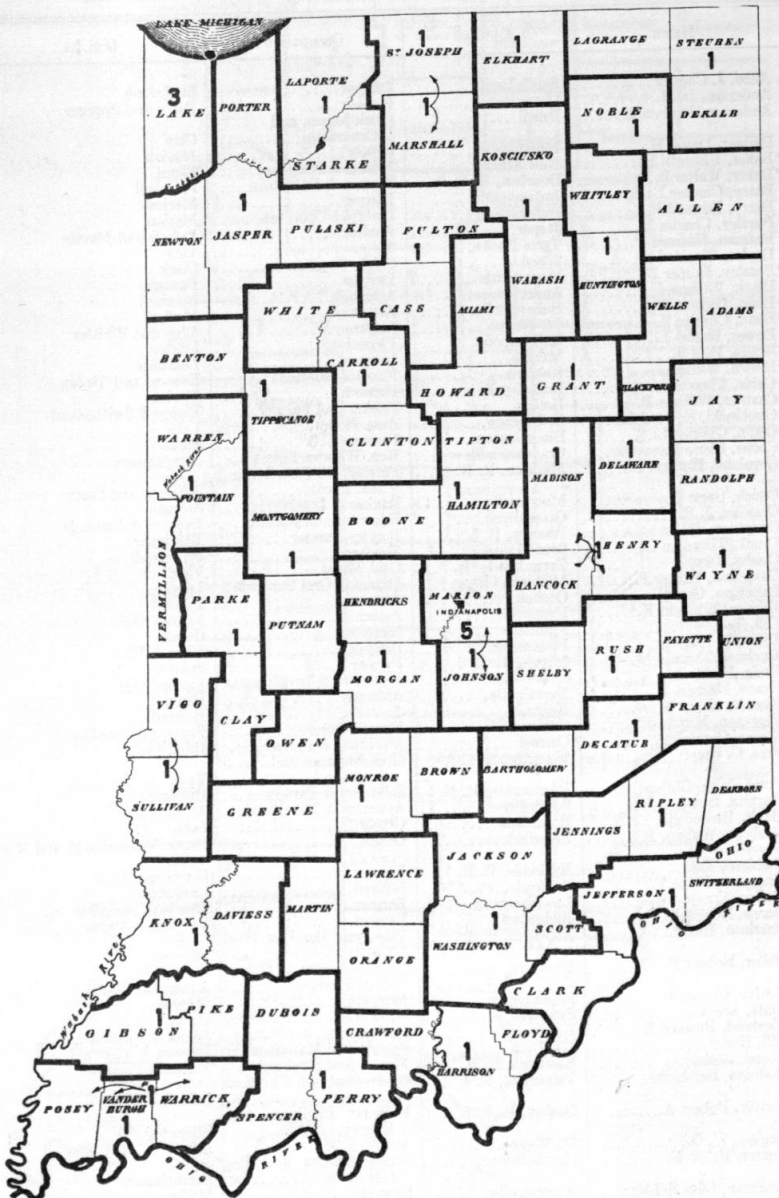 LAKE MICHIGAN
ST JOSEPH
1
ELKHART
1
LAGRANGE
STEUBEN
1
LAPORTE
1
3
LAKE
PORTER
NOBLE
1
DEKALB
1
MARSHALL
KOSCIUSKO
STARKE
WHITLEY
1
ALLEN
1
NEWTON
1
JASPER
PULASKI
FULTON
1
1
WABASH
HUNTINGTON
WHITE
CASS
MIAMI
1
WELLS
ADAMS
1
BENTON
CARROLL
1
HOWARD
1
GRANT
BLACKFORD
JAY
1
TIPPECANOE
WARREN
CLINTON
TIPTON
1
MADISON
1
DELAWARE
1
RANDOLPH
Wabash River
1
FOUNTAIN
MONTGOMERY
1
BOONE
1
HAMILTON
1
HENRY
1
WAYNE
VERMILLION
PARKE
1
PUTNAM
HENDRICKS
MARION
INDIANAPOLIS
5
HANCOCK
FAYETTE
UNION
1
MORGAN
1
JOHNSON
SHELBY
RUSH
1
1
VIGO
CLAY
OWEN
FRANKLIN
1
DECATUR
1
SULLIVAN
GREENE
MONROE
1
BROWN
BARTHOLOMEW
RIPLEY
1
DEARBORN
JENNINGS
OHIO
JACKSON
LAWRENCE
JEFFERSON
1
SWITZERLAND
KNOX
1
DAVIESS
MARTIN
1
ORANGE
WASHINGTON
1
SCOTT
OHIO RIVER
Wabash River
CLARK
GIBSON
1
PIKE
DUBOIS
CRAWFORD
FLOYD
1
HARRISON
POSEY
VANDERBURGH
1
1
WARRICK
SPENCER
1
PERRY
OHIO RIVER